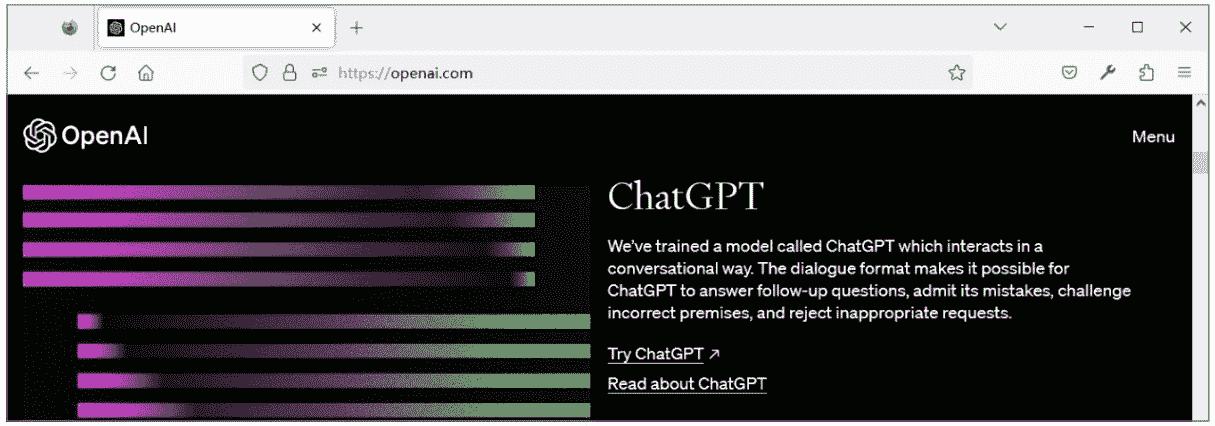 OpenAI
https://openai.com
OpenAI
Menu
ChatGPT
We've trained a model called ChatGPT which interacts in a
conversational way. The dialogue format makes it possible for
ChatGPT to answer follow-up questions, admit its mistakes, challenge
incorrect premises, and reject inappropriate requests.
Try ChatGPT ↗
Read about ChatGPT